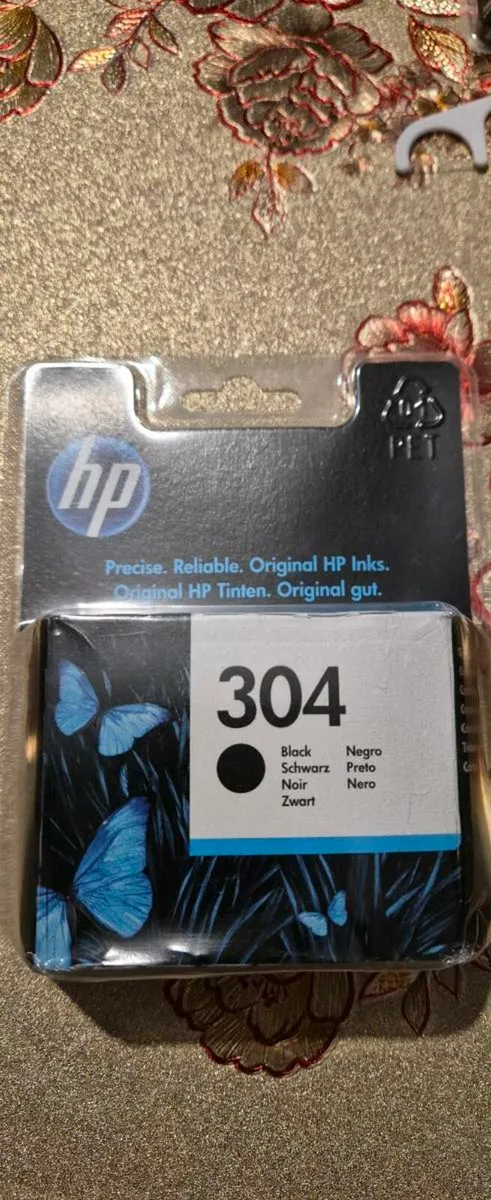 PET
hp
Precise. Reliable. Original HP Inks.
Original HP Tinten. Original gut.
304
Black Negro
Schwarz Preto
Noir Nero
Zwart